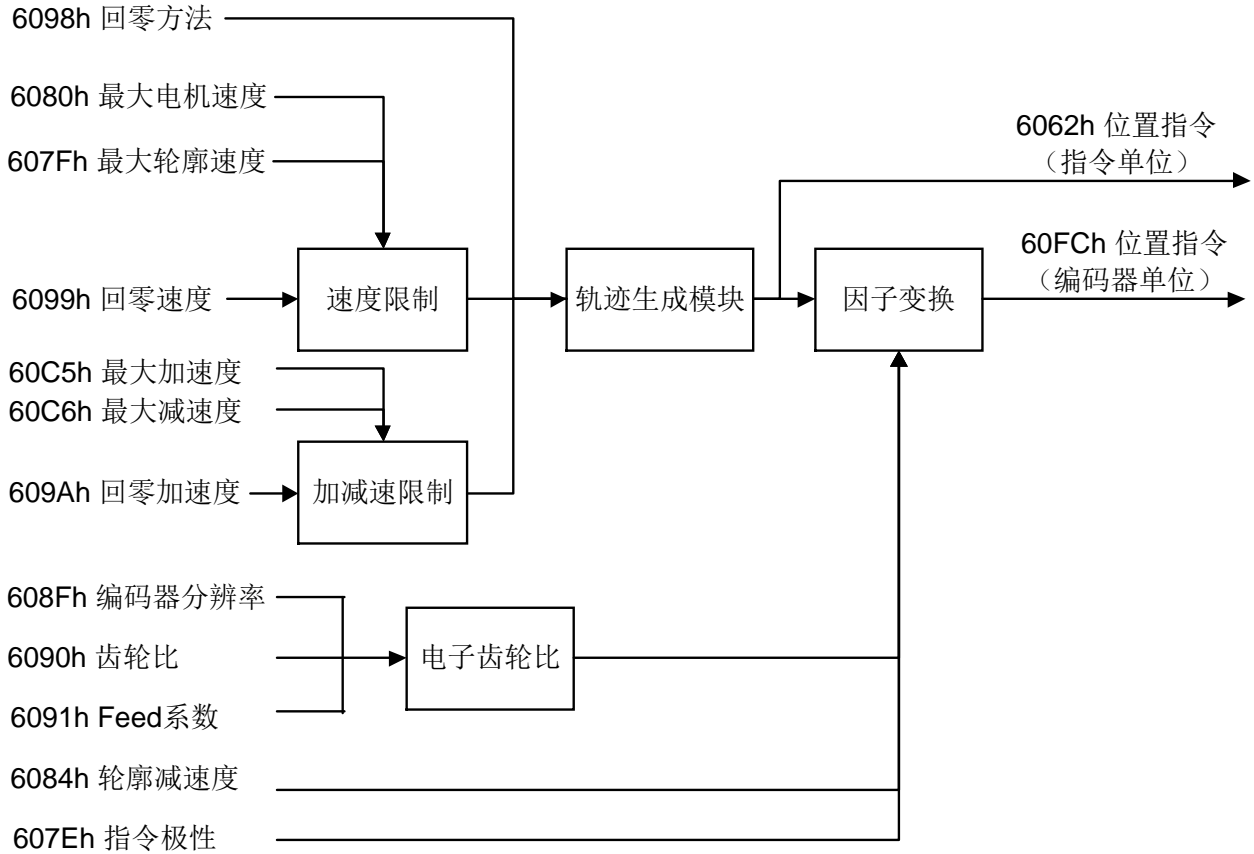 6098h 回零方法
6080h 最大电机速度
607Fh 最大轮廓速度
6062h 位置指令
（指令单位）
60FCh 位置指令
（编码器单位）
6099h 回零速度
速度限制
轨迹生成模块
因子变换
60C5h 最大加速度
60C6h 最大减速度
609Ah 回零加速度
加减速限制
608Fh 编码器分辨率
6090h 齿轮比
电子齿轮比
6091h Feed系数
6084h 轮廓减速度
607Eh 指令极性